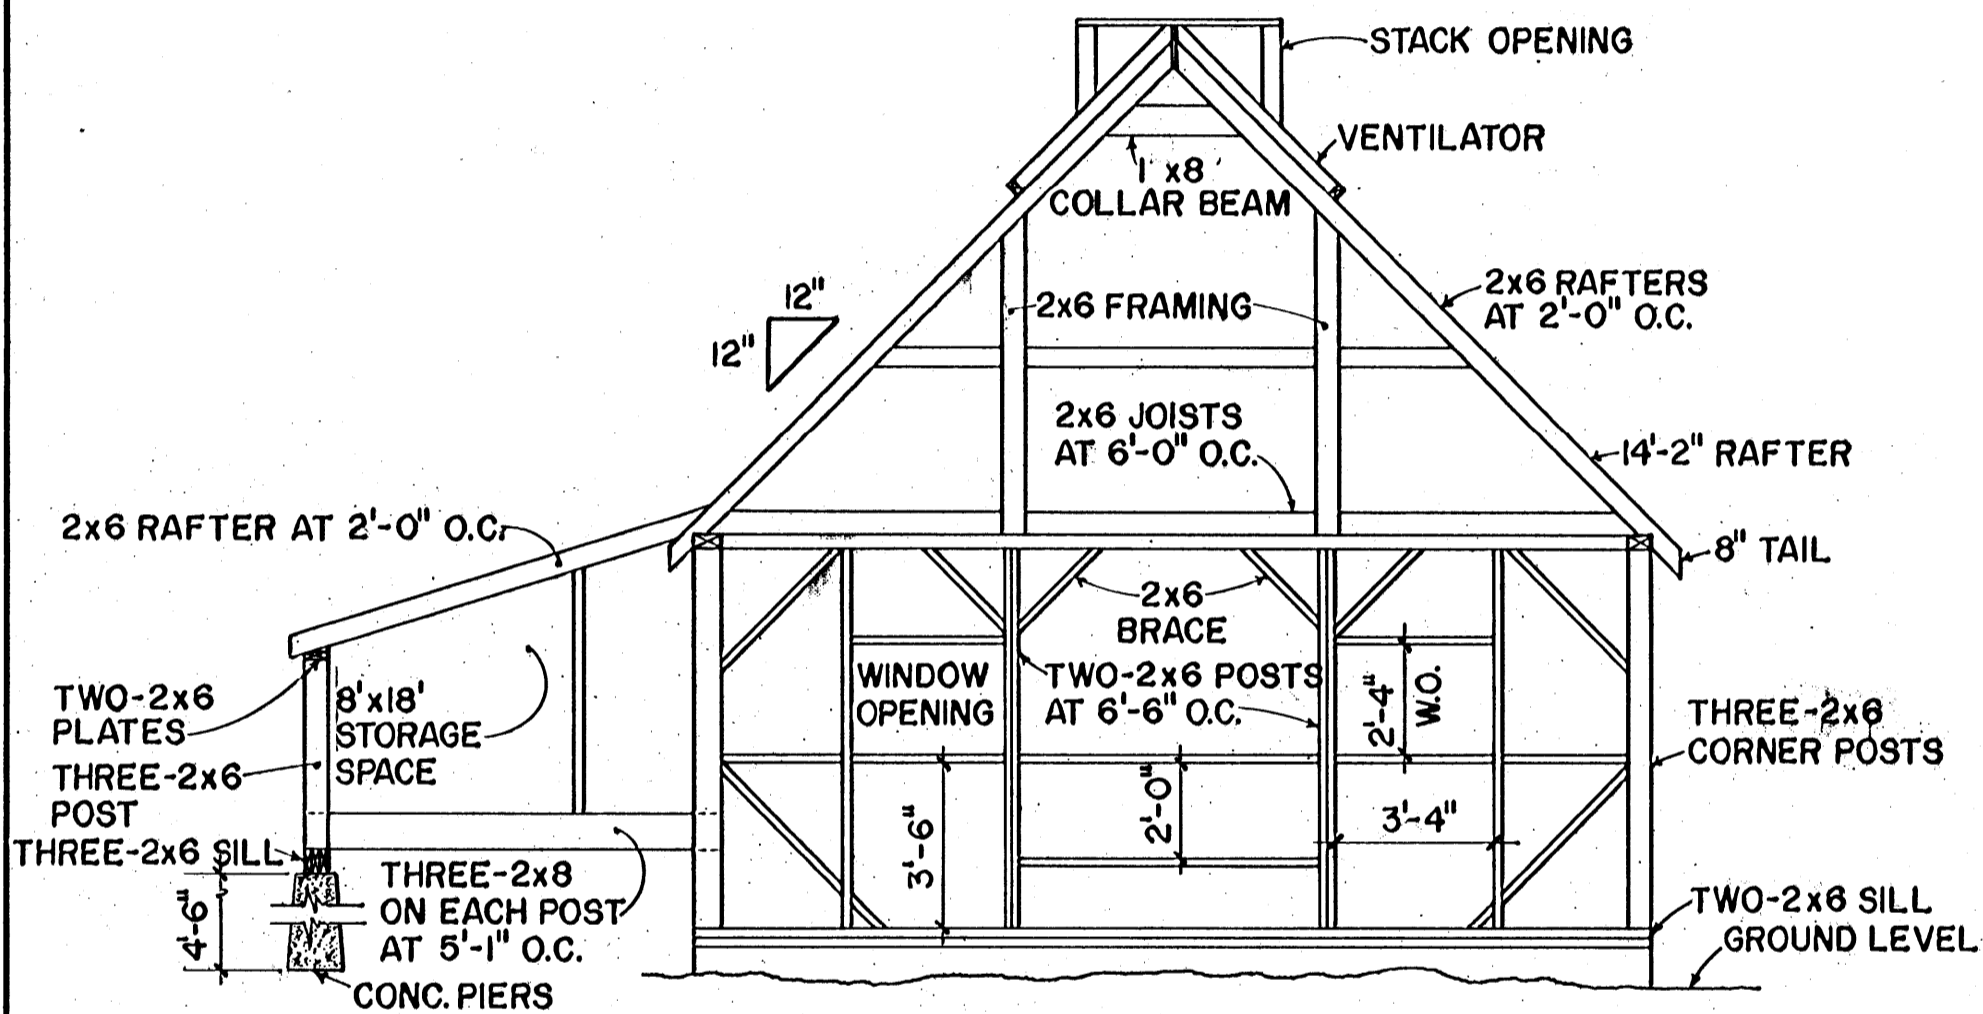 STACK OPENING
VENTILATOR
1" x8"
COLLAR BEAM
12"
12"
2x6 FRAMING
2x6 RAFTERS
AT 2'-0" O.C.
2x6 JOISTS
AT 6'-0" O.C.
14'-2" RAFTER
2x6 RAFTER AT 2'-0" O.C.
8" TAIL
2x6
BRACE
WINDOW
OPENING
TWO-2x6 POSTS
AT 6'-6" O.C.
2'-4"
W.O.
TWO-2x6
PLATES
8'x18'
STORAGE
SPACE
THREE-2x6
POST
THREE-2x6
CORNER POSTS
THREE-2x6 SILL
3'-6"
2'-0"
3'-4"
4'-6"
THREE-2x8
ON EACH POST
AT 5'-1" O.C.
CONC. PIERS
TWO-2x6 SILL
GROUND LEVEL